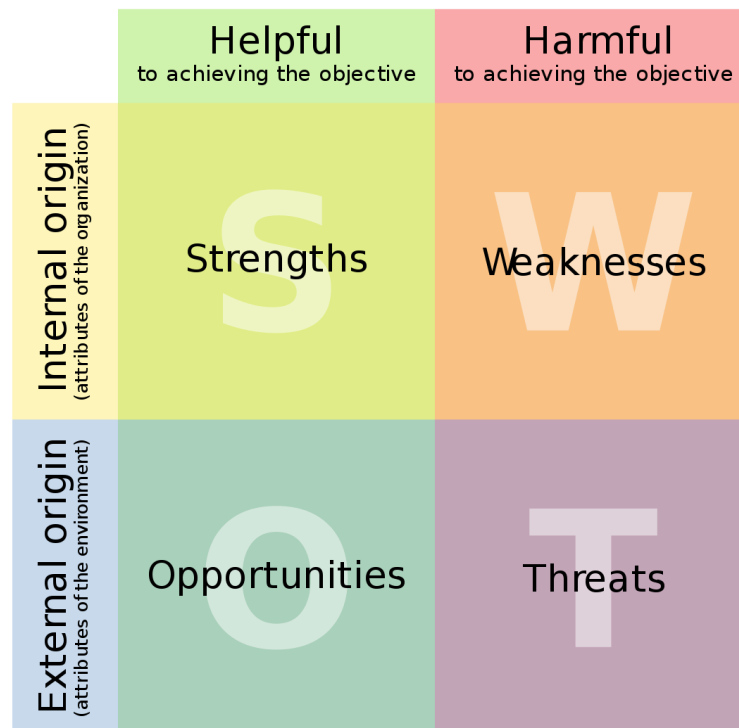 Helpful
to achieving the objective
Harmful
to achieving the objective
Internal origin
(attributes of the organization)
S
Strengths
W
Weaknesses
External origin
(attributes of the environment)
O
Opportunities
T
Threats